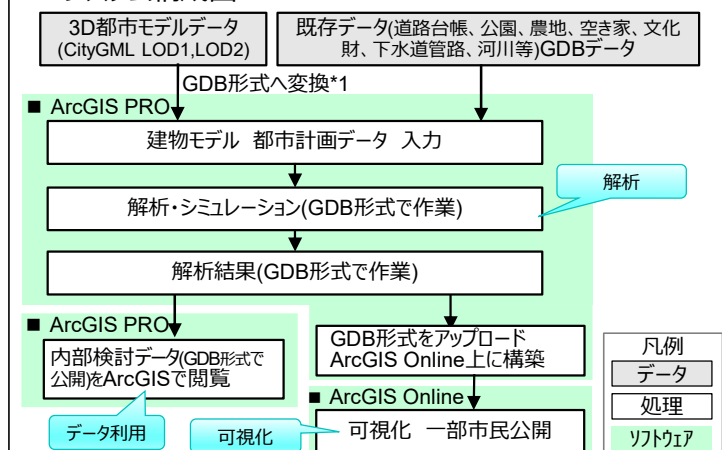 3D都市モデルデータ
(CityGML LOD1,LOD2)
既存データ(道路台帳、公園、農地、空き家、文化
財、下水道管路、河川等)GDBデータ
GDB形式へ変換*1
■ ArcGIS PRO
建物モデル 都市計画データ 入力
解析
解析・シミュレーション(GDB形式で作業)
解析結果(GDB形式で作業)
■ ArcGIS PRO
内部検討データ(GDB形式で
公開)をArcGISで閲覧
データ利用
GDB形式をアップロード
ArcGIS Online上に構築
■ ArcGIS Online
可視化
可視化 一部市民公開
凡例
データ
処理
ソフトウェア